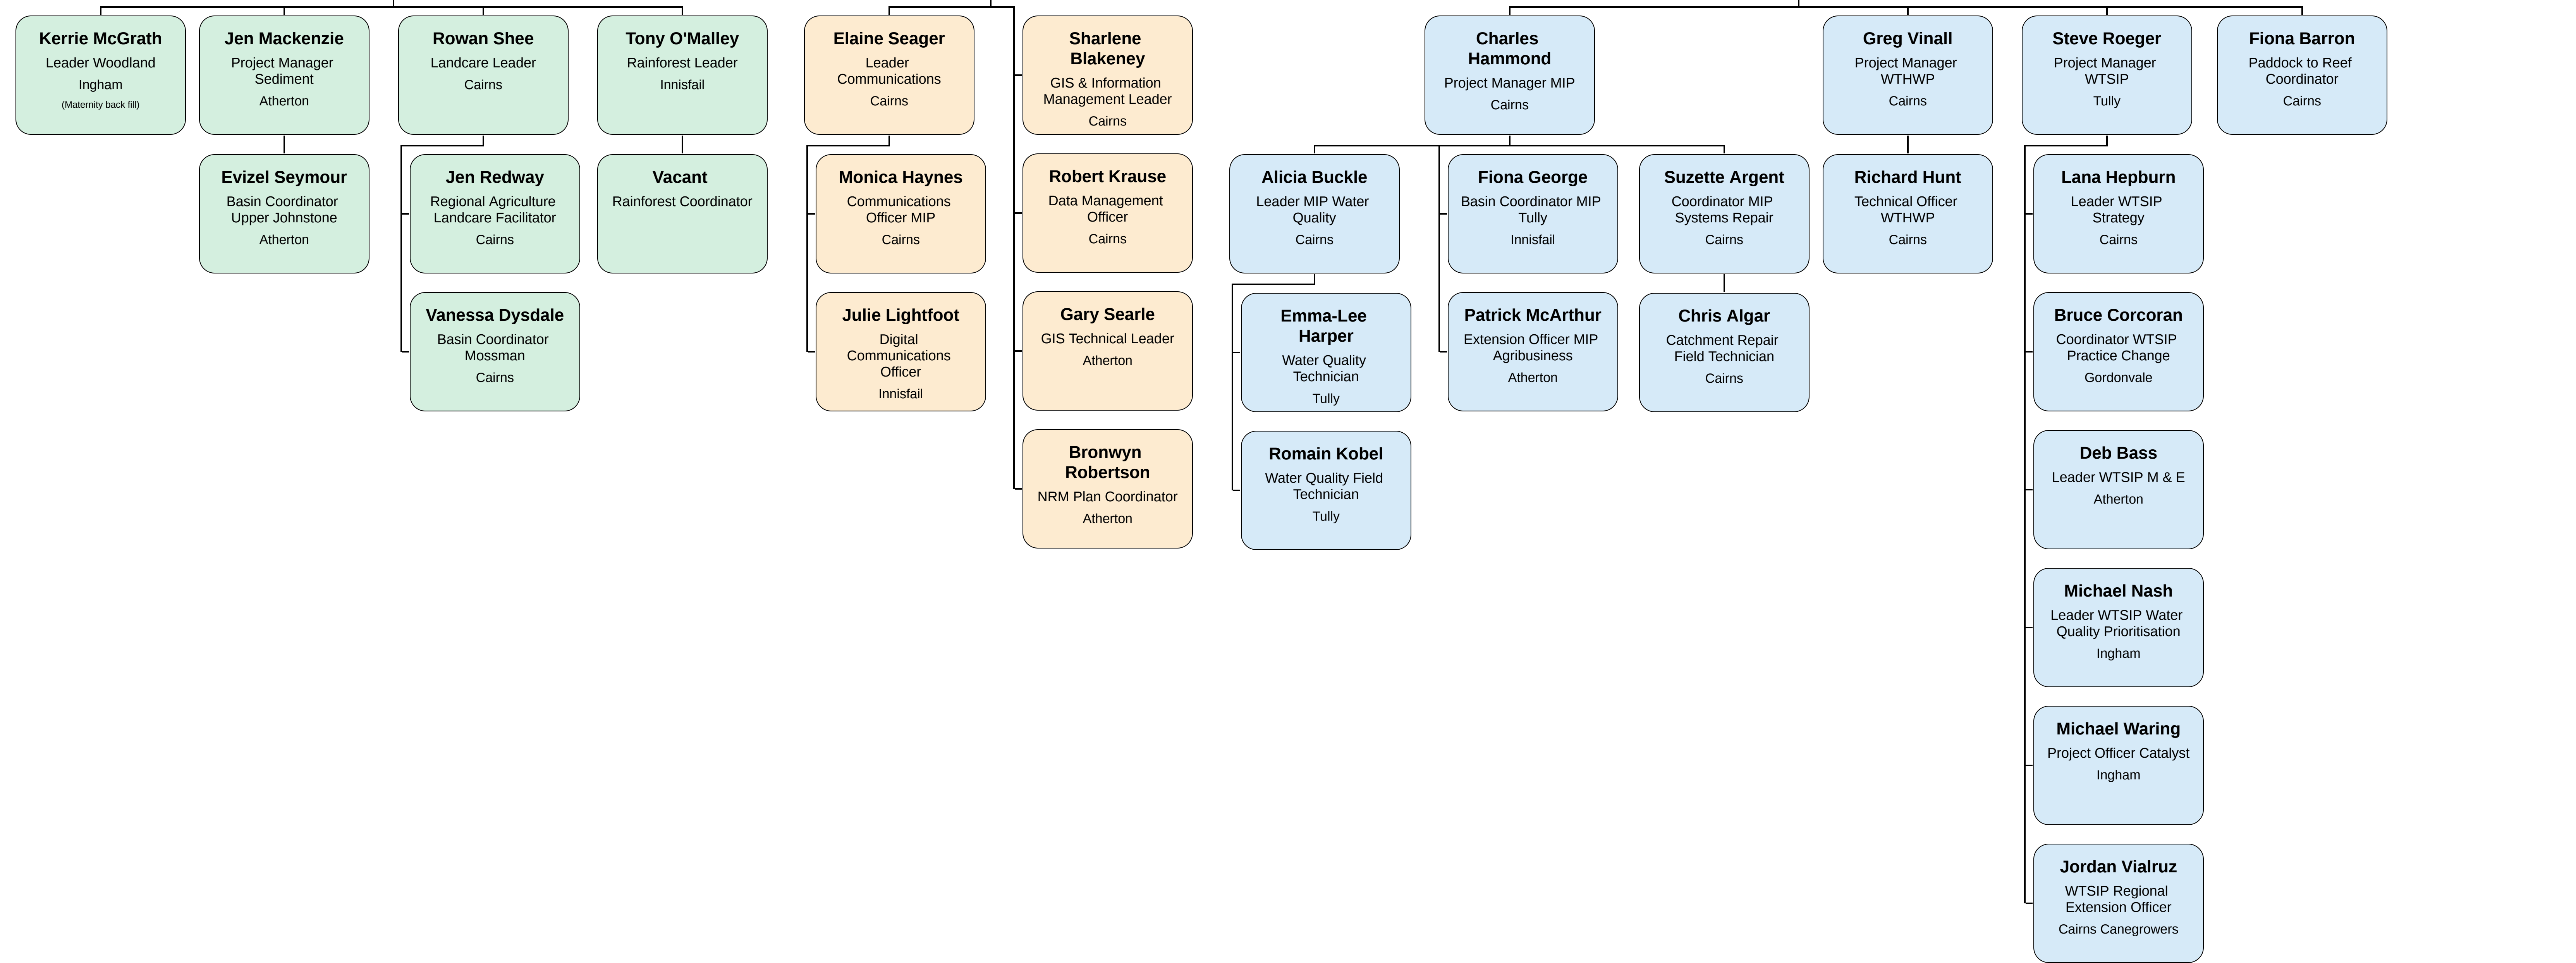 Kerrie McGrath
Leader Woodland
Ingham
(Maternity back fill)
Jen Mackenzie
Project Manager
Sediment
Atherton
Rowan Shee
Landcare Leader
Cairns
Tony O'Malley
Rainforest Leader
Innisfail
Elaine Seager
Leader
Communications
Cairns
Sharlene
Blakeney
GIS & Information
Management Leader
Cairns
Charles
Hammond
Project Manager MIP
Cairns
Greg Vinall
Project Manager
WTHWP
Cairns
Steve Roeger
Project Manager
WTSIP
Tully
Fiona Barron
Paddock to Reef
Coordinator
Cairns
Evizel Seymour
Basin Coordinator
Upper Johnstone
Atherton
Jen Redway
Regional Agriculture
Landcare Facilitator
Cairns
Vacant
Rainforest Coordinator
Monica Haynes
Communications
Officer MIP
Cairns
Robert Krause
Data Management
Officer
Cairns
Alicia Buckle
Leader MIP Water
Quality
Cairns
Fiona George
Basin Coordinator MIP
Tully
Innisfail
Suzette Argent
Coordinator MIP
Systems Repair
Cairns
Richard Hunt
Technical Officer
WTHWP
Cairns
Lana Hepburn
Leader WTSIP
Strategy
Cairns
Vanessa Dysdale
Basin Coordinator
Mossman
Cairns
Julie Lightfoot
Digital
Communications
Officer
Innisfail
Gary Searle
GIS Technical Leader
Atherton
Emma-Lee
Harper
Water Quality
Technician
Tully
Patrick McArthur
Extension Officer MIP
Agribusiness
Atherton
Chris Algar
Catchment Repair
Field Technician
Cairns
Bruce Corcoran
Coordinator WTSIP
Practice Change
Gordonvale
Bronwyn
Robertson
NRM Plan Coordinator
Atherton
Romain Kobel
Water Quality Field
Technician
Tully
Deb Bass
Leader WTSIP M & E
Atherton
Michael Nash
Leader WTSIP Water
Quality Prioritisation
Ingham
Michael Waring
Project Officer Catalyst
Ingham
Jordan Vialruz
WTSIP Regional
Extension Officer
Cairns Canegrowers